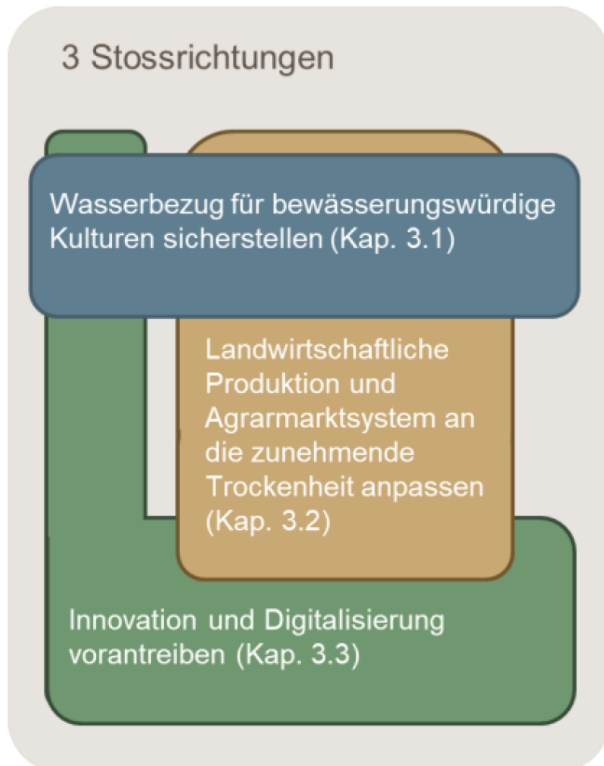 3 Stossrichtungen
Wasserbezug für bewässerungswürdige
Kulturen sicherstellen (Kap. 3.1)
Landwirtschaftliche
Produktion und
Agrarmarktsystem an
die zunehmende
Trockenheit anpassen
(Kap. 3.2)
Innovation und Digitalisierung
vorantreiben (Kap. 3.3)